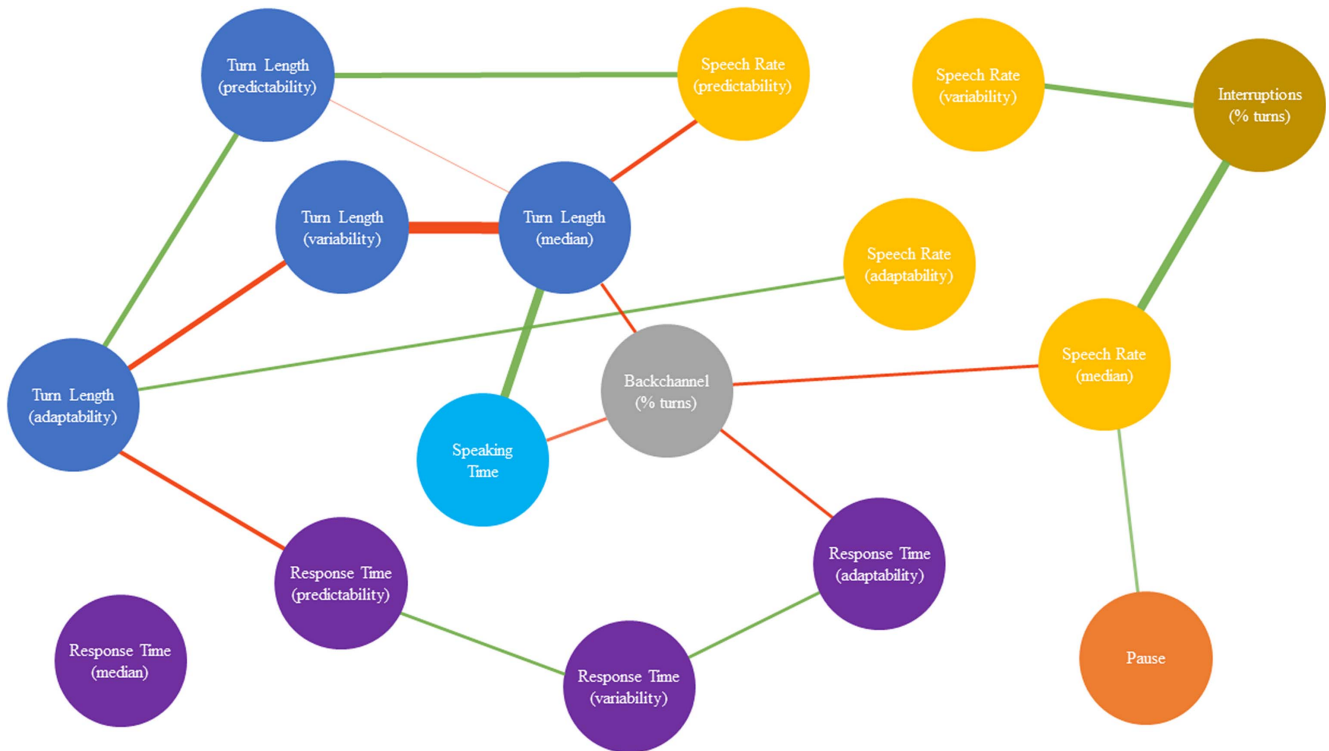 Turn Length
(predictability)
Speech Rate
(predictability)
Speech Rate
(variability)
Interruptions
(% turns)
Turn Length
(variability)
Turn Length
(median)
Speech Rate
(adaptability)
Turn Length
(adaptability)
Backchannel
(% turns)
Speech Rate
(median)
Speaking
Time
Response Time
(predictability)
Response Time
(adaptability)
Response Time
(median)
Response Time
(variability)
Pause